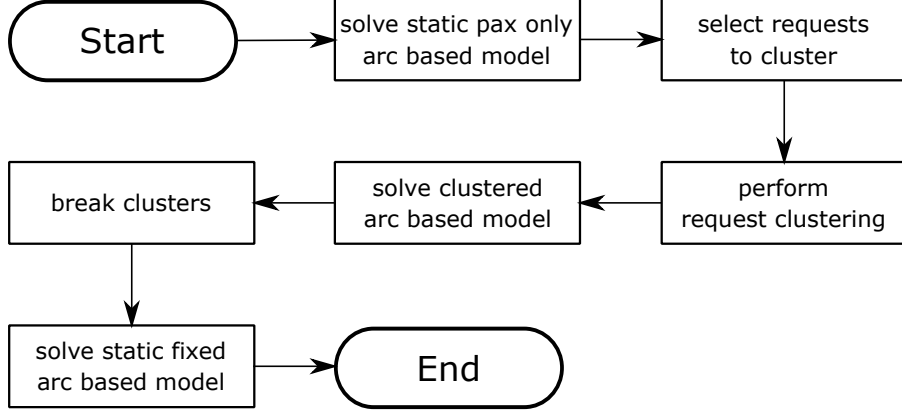 Start
solve static pax only
arc based model
select requests
to cluster
perform
request clustering
solve clustered
arc based model
break clusters
solve static fixed
arc based model
End